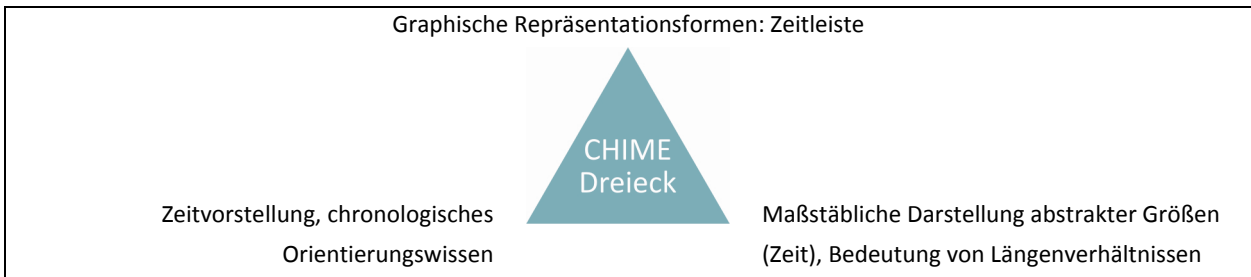 Graphische Repräsentationsformen: Zeitleiste
CHIME
Dreieck
Zeitvorstellung, chronologisches
Orientierungswissen
Maßstäbliche Darstellung abstrakter Größen
(Zeit), Bedeutung von Längenverhältnissen